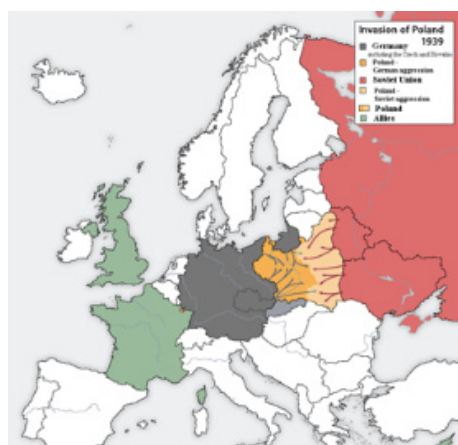 Invasion of Poland
1939
Germany
including the Czech and Slovakia
Poland -
German aggression
Soviet Union
Poland -
Soviet aggression
Poland
Allies